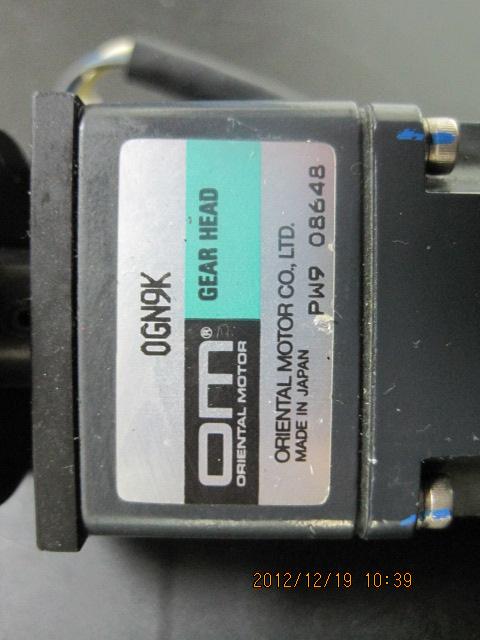 0GN9K
om®
ORIENTAL MOTOR
GEAR HEAD
ORIENTAL MOTOR CO., LTD.
MADE IN JAPAN
PW9 08648
2012/12/19 10:39